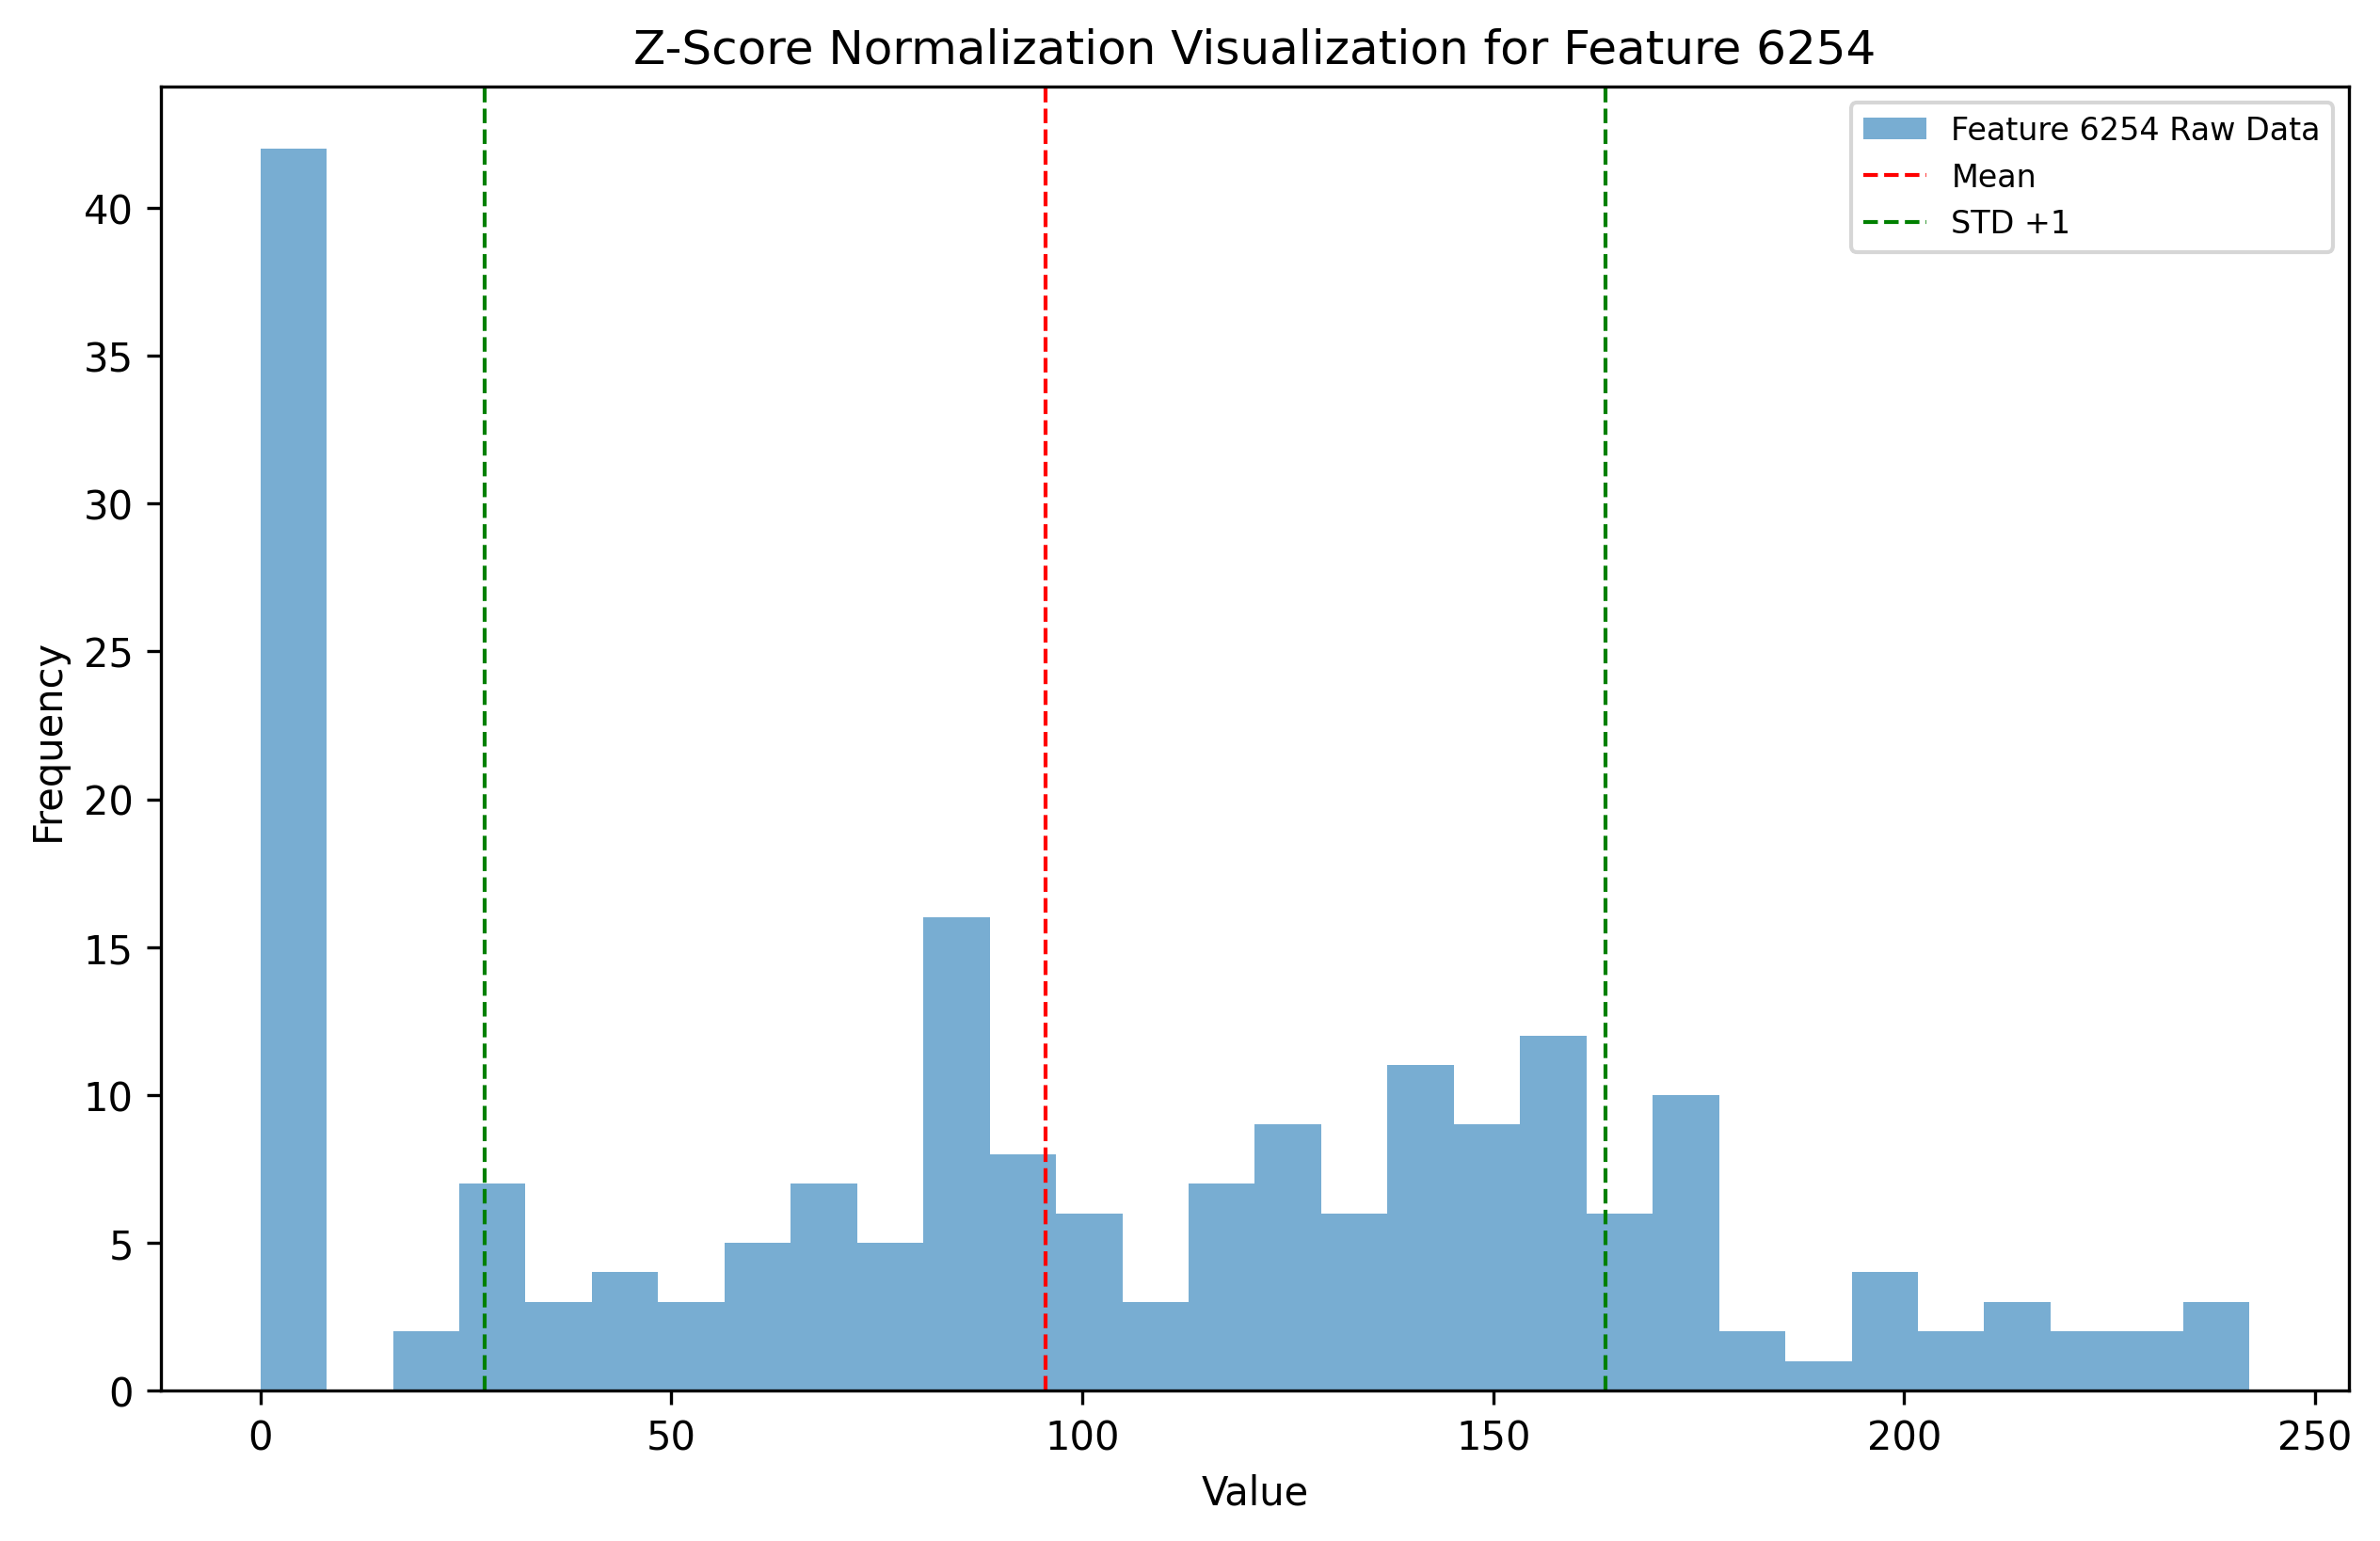 Z-Score Normalization Visualization for Feature 6254
Feature 6254 Raw Data
Mean
STD +1
40
35
30
25
20
15
10
5
0
Frequency
0 50 100 150 200 250
Value